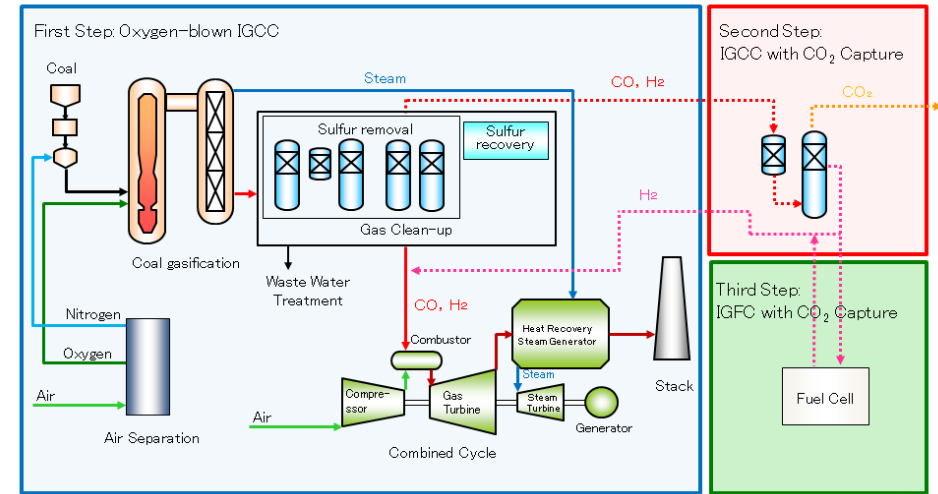 First Step: Oxygen-blown IGCC
Coal
Steam
CO, H₂
Sulfur removal
Sulfur
recovery
Gas Clean-up
Coal gasification
Waste Water
Treatment
CO, H₂
Nitrogen
Oxygen
Air
Air Separation
Combustor
Compre-
ssor
Gas
Turbine
Air
Heat Recovery
Steam Generator
Steam
Steam
Turbine
Generator
Combined Cycle
Stack
Second Step:
IGCC with CO₂ Capture
CO₂
H₂
Third Step:
IGFC with CO₂ Capture
Fuel Cell